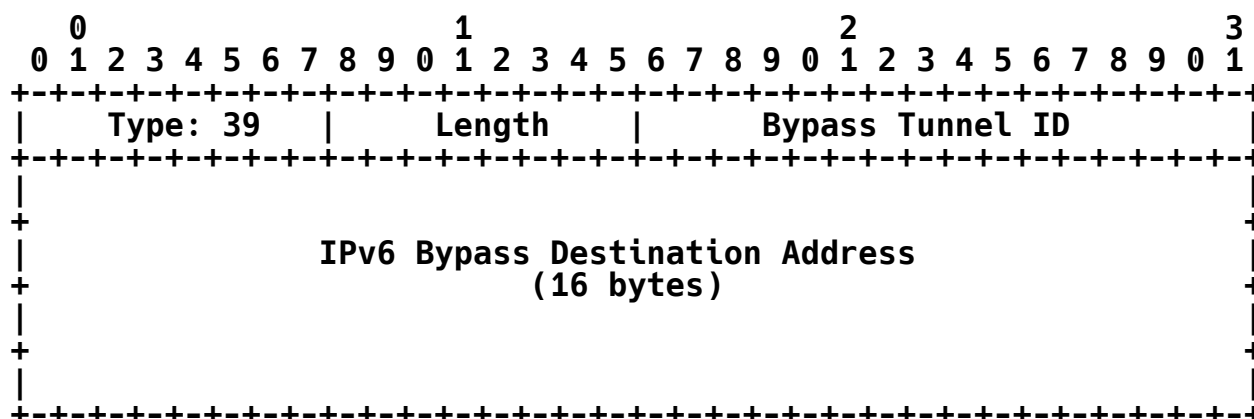 0                   1                   2                   3
 0 1 2 3 4 5 6 7 8 9 0 1 2 3 4 5 6 7 8 9 0 1 2 3 4 5 6 7 8 9 0 1
+-+-+-+-+-+-+-+-+-+-+-+-+-+-+-+-+-+-+-+-+-+-+-+-+-+-+-+-+-+-+-+-+
|    Type: 39   |     Length    |      Bypass Tunnel ID         |
+-+-+-+-+-+-+-+-+-+-+-+-+-+-+-+-+-+-+-+-+-+-+-+-+-+-+-+-+-+-+-+-+
|                                                               |
+                                                               +
|               IPv6 Bypass Destination Address                 |
+                          (16 bytes)                           +
|                                                               |
+                                                               +
|                                                               |
+-+-+-+-+-+-+-+-+-+-+-+-+-+-+-+-+-+-+-+-+-+-+-+-+-+-+-+-+-+-+-+-+